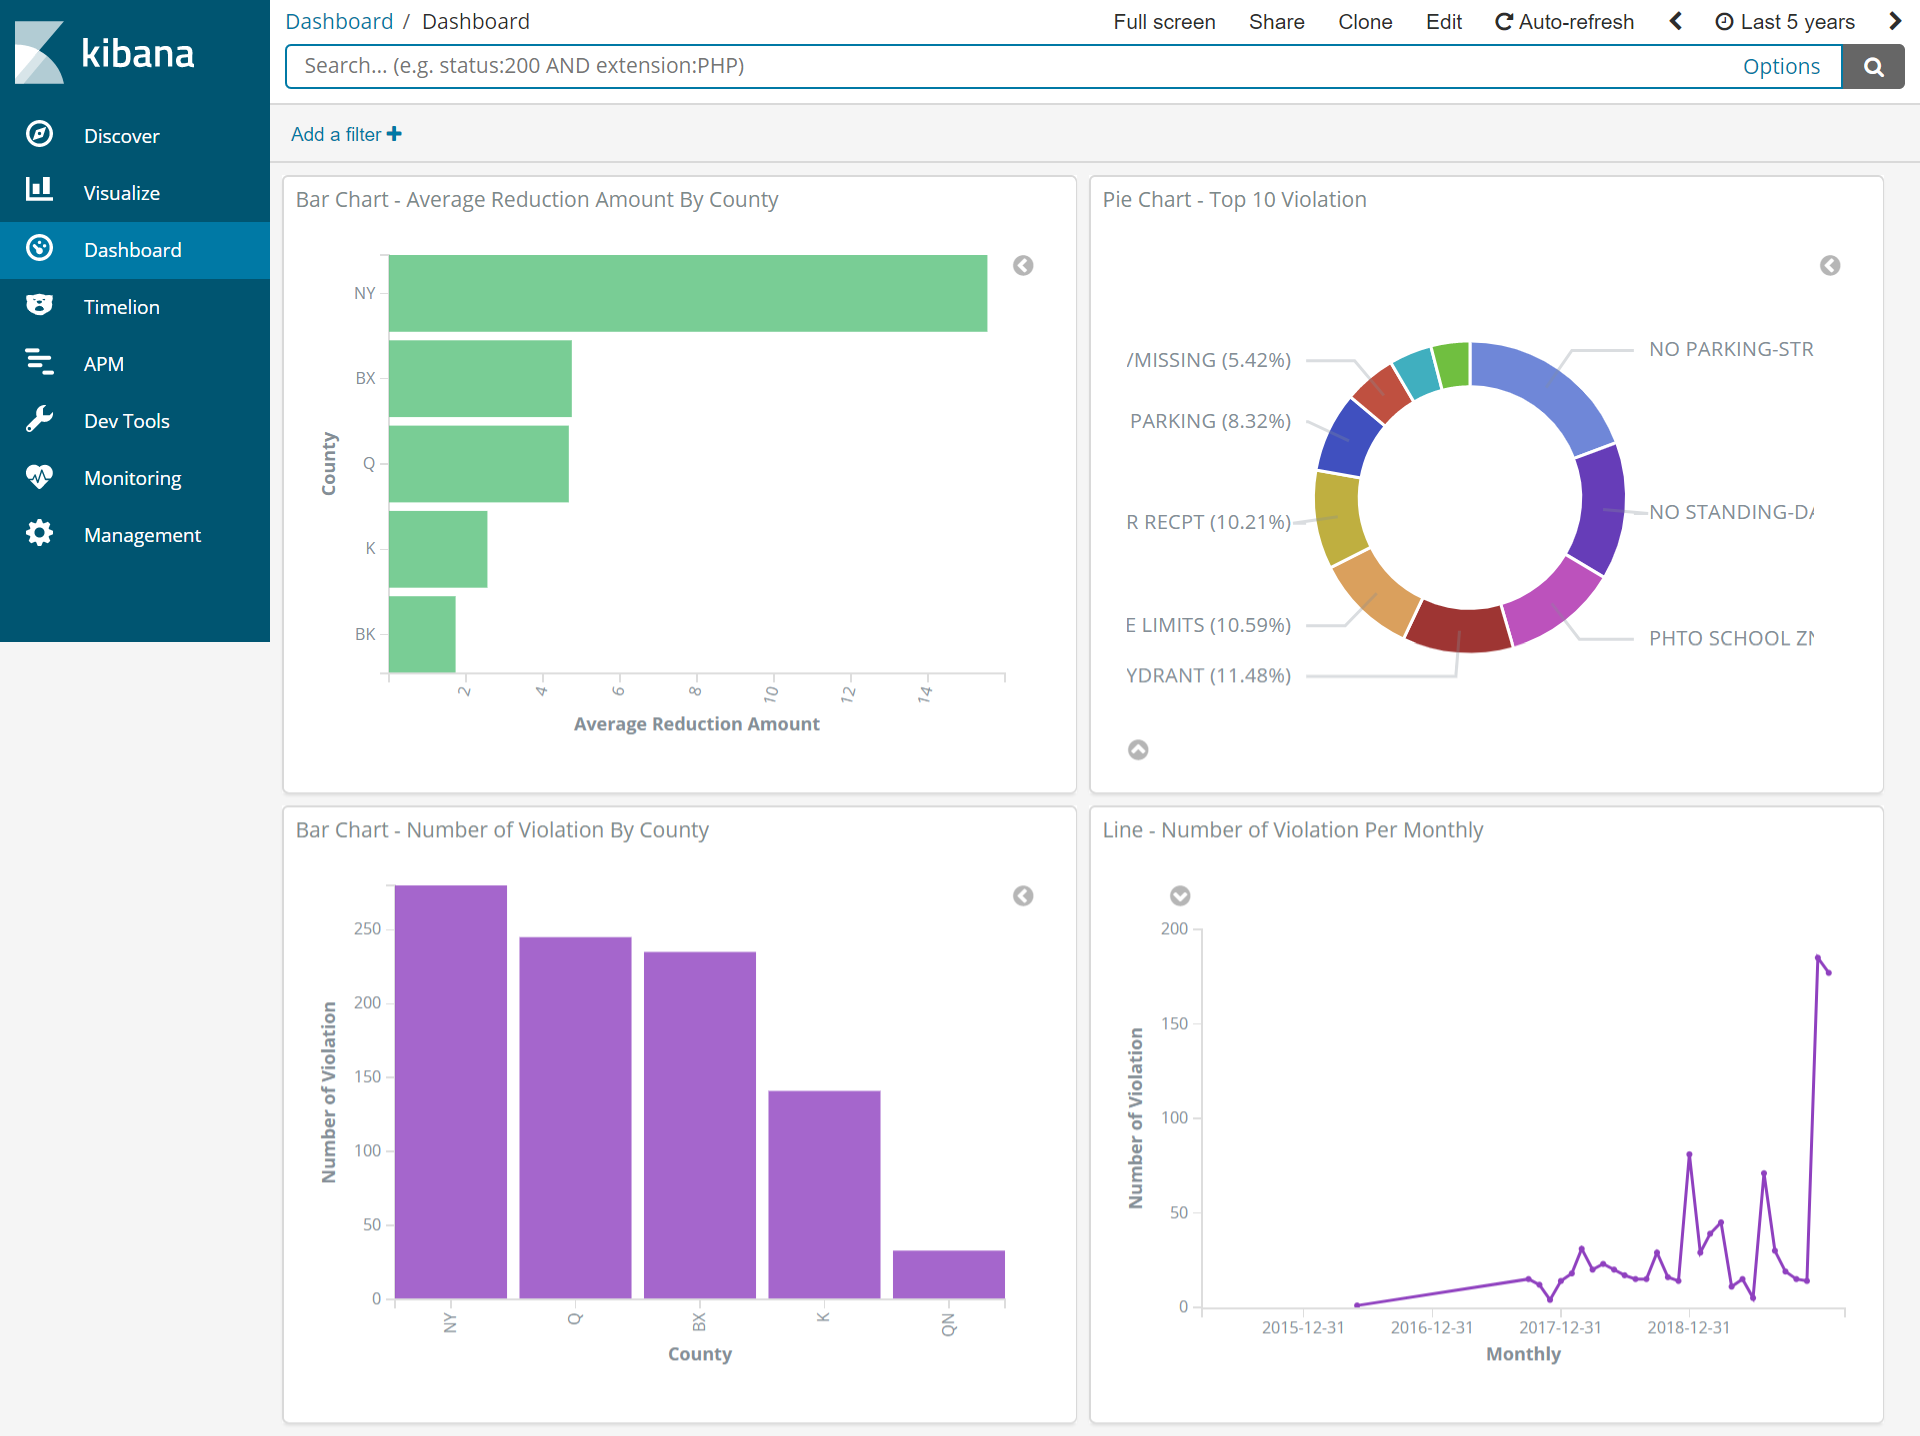 kibana
Discover
Visualize
Dashboard
Timelion
APM
Dev Tools
Monitoring
Management
Dashboard / Dashboard
Full screen Share Clone Edit Auto-refresh Last 5 years
Search... (e.g. status:200 AND extension:PHP) Options
Add a filter
Bar Chart - Average Reduction Amount By County
NY
BX
Q
K
BK
County
2 4 6 8 10 12 14
Average Reduction Amount
Pie Chart - Top 10 Violation
/MISSING (5.42%)
NO PARKING-STR
PARKING (8.32%)
R RECPT (10.21%)
NO STANDING-DA
E LIMITS (10.59%)
PHTO SCHOOL ZN
YDRANT (11.48%)
Bar Chart - Number of Violation By County
250
200
150
100
50
0
Number of Violation
NY Q BX K QN
County
Line - Number of Violation Per Monthly
200
150
100
50
0
Number of Violation
2015-12-31 2016-12-31 2017-12-31 2018-12-31
Monthly